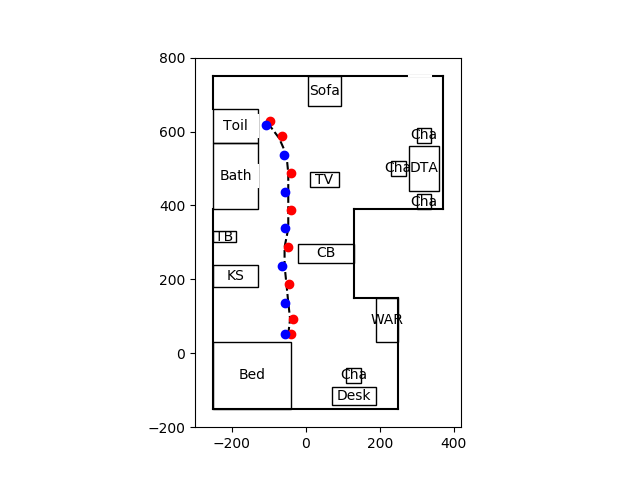 800
600
400
200
0
−200
−200
0
200
400
Sofa
Toil
Cha
Bath
TV
Cha
DTA
Cha
TB
CB
KS
WAR
Bed
Cha
Desk